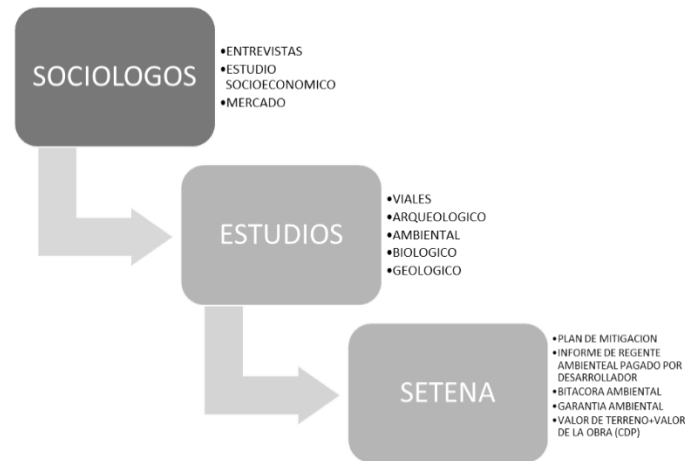 SOCIOLOGOS
•ENTREVISTAS
•ESTUDIO
SOCIOECONOMICO
•MERCADO
ESTUDIOS
•VIALES
•ARQUEOLOGICO
•AMBIENTAL
•BIOLOGICO
•GEOLOGICO
SETENA
•PLAN DE MITIGACION
•INFORME DE REGENTE
AMBIENTEAL PAGADO POR
DESARROLLADOR
•BITACORA AMBIENTAL
•GARANTIA AMBIENTAL
•VALOR DE TERRENO+VALOR
DE LA OBRA (CDP)